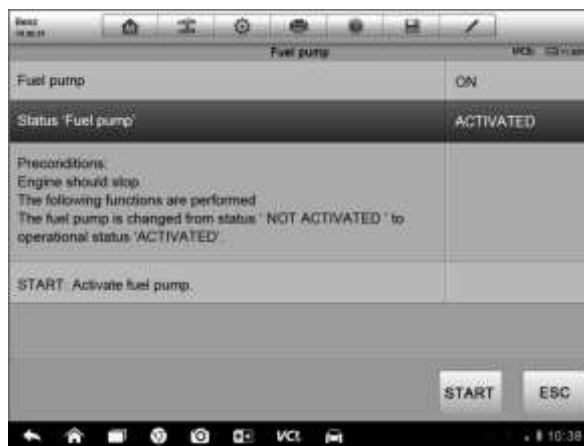 Benz
Fuel pump
VCI:
Fuel pump ON
Status 'Fuel pump' ACTIVATED
Preconditions:
Engine should stop
The following functions are performed
The fuel pump is changed from status ' NOT ACTIVATED ' to
operational status 'ACTIVATED'.
START: Activate fuel pump.
START ESC
VCI 10:38